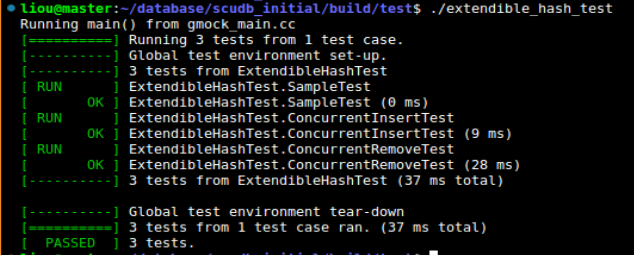 liou@master:~/database/scudb_initial/build/test$ ./extendible_hash_test
Running main() from gmock_main.cc
[==========] Running 3 tests from 1 test case.
[----------] Global test environment set-up.
[----------] 3 tests from ExtendibleHashTest
[ RUN      ] ExtendibleHashTest.SampleTest
[       OK ] ExtendibleHashTest.SampleTest (0 ms)
[ RUN      ] ExtendibleHashTest.ConcurrentInsertTest
[       OK ] ExtendibleHashTest.ConcurrentInsertTest (9 ms)
[ RUN      ] ExtendibleHashTest.ConcurrentRemoveTest
[       OK ] ExtendibleHashTest.ConcurrentRemoveTest (28 ms)
[----------] 3 tests from ExtendibleHashTest (37 ms total)
[----------] Global test environment tear-down
[==========] 3 tests from 1 test case ran. (37 ms total)
[  PASSED  ] 3 tests.